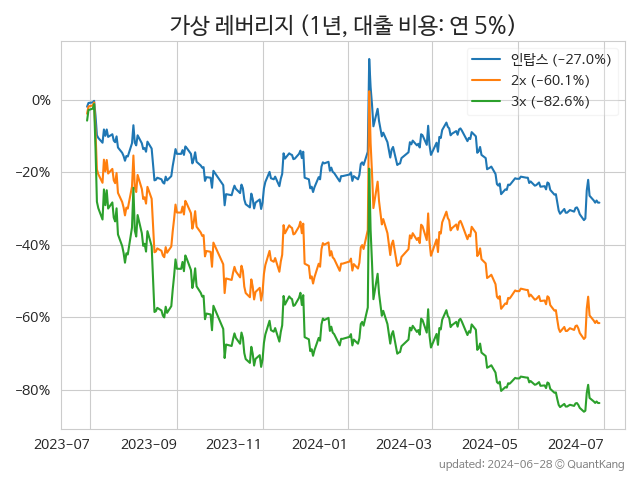 가상 레버리지 (1년, 대출 비용: 연 5%)
인탑스 (−27.0%)
2x (−60.1%)
3x (−82.6%)
0%
−20%
−40%
−60%
−80%
2023-07 2023-09 2023-11 2024-01 2024-03 2024-05 2024-07
updated: 2024-06-28 © QuantKang